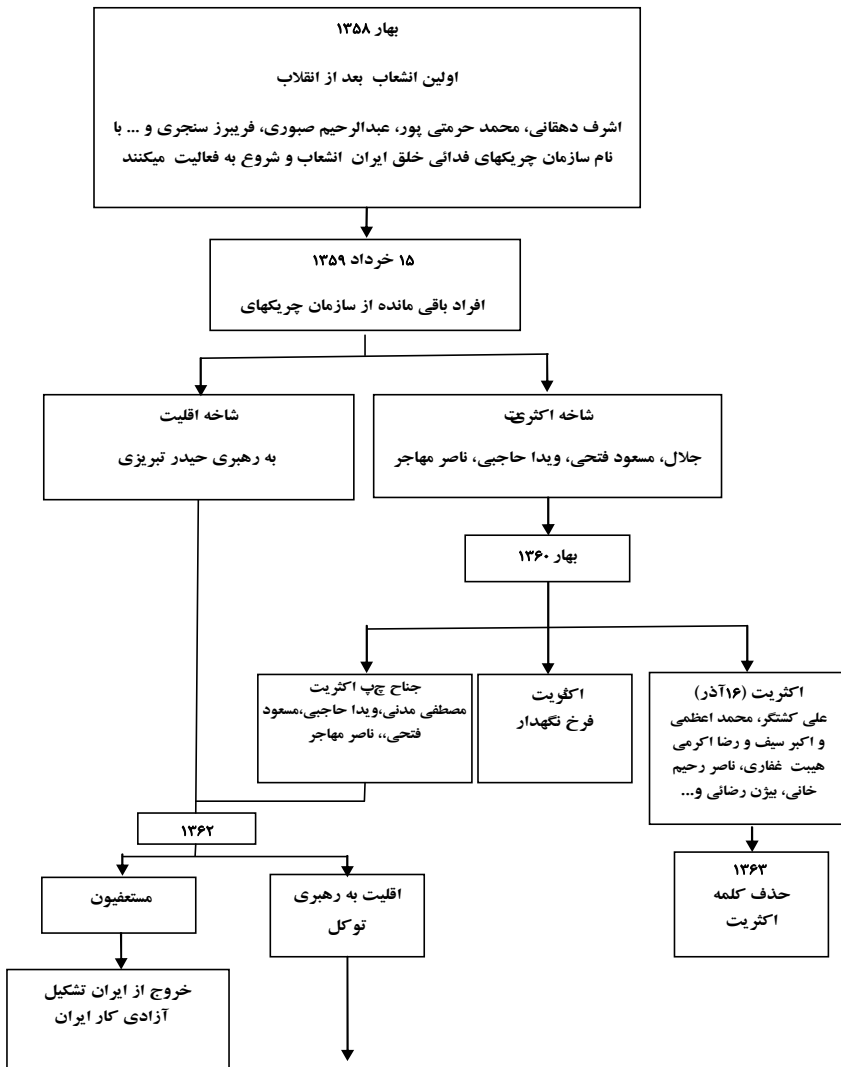 بهار ۱۳۵۸
اولین انشعاب بعد از انقلاب
اشرف دهقانی، محمد حرمتی پور، عبدالرحیم صبوری، فریبرز سنجری و ... با
نام سازمان چریکهای فدائی خلق ایران انشعاب و شروع به فعالیت میکنند
۱۵ خرداد ۱۳۵۹
افراد باقی مانده از سازمان چریکهای
شاخه اکثریت
جلال، مسعود فتحی، ویدا حاجبی، ناصر مهاجر
شاخه اقلیت
به رهبری حیدر تبریزی
بهار ۱۳۶۰
اکثریت (۱۶آذر)
علی کشتگر، محمد اعظمی
و اکبر سیف و رضا اکرمی
هیبت غفاری، ناصر رحیم
خانی، بیژن رضائی و...
اکثریت
فرخ نگهدار
جناح چپ اکثریت
مصطفی مدنی،ویدا حاجبی،مسعود
فتحی،، ناصر مهاجر
۱۳۶۲
۱۳۶۳
حذف کلمه
اکثریت
اقلیت به رهبری
توکل
مستعفیون
خروج از ایران تشکیل
آزادی کار ایران